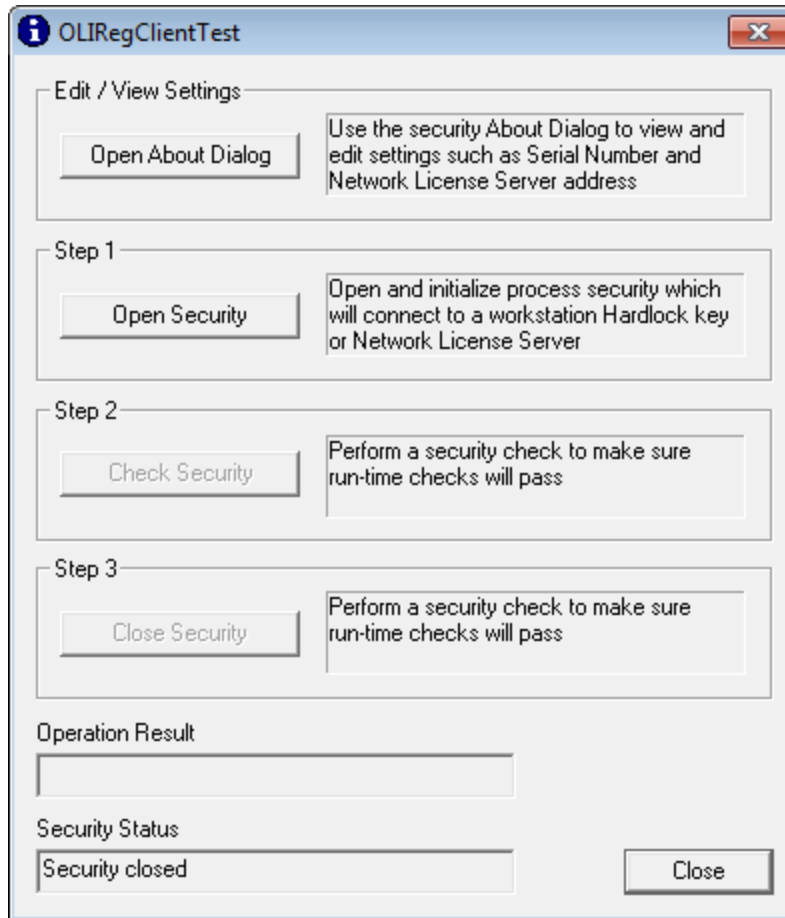 OLIRegClientTest
Edit / View Settings
Open About Dialog
Use the security About Dialog to view and
edit settings such as Serial Number and
Network License Server address
Step 1
Open Security
Open and initialize process security which
will connect to a workstation Hardlock key
or Network License Server
Step 2
Check Security
Perform a security check to make sure
run-time checks will pass
Step 3
Close Security
Perform a security check to make sure
run-time checks will pass
Operation Result
Security Status
Security closed
Close